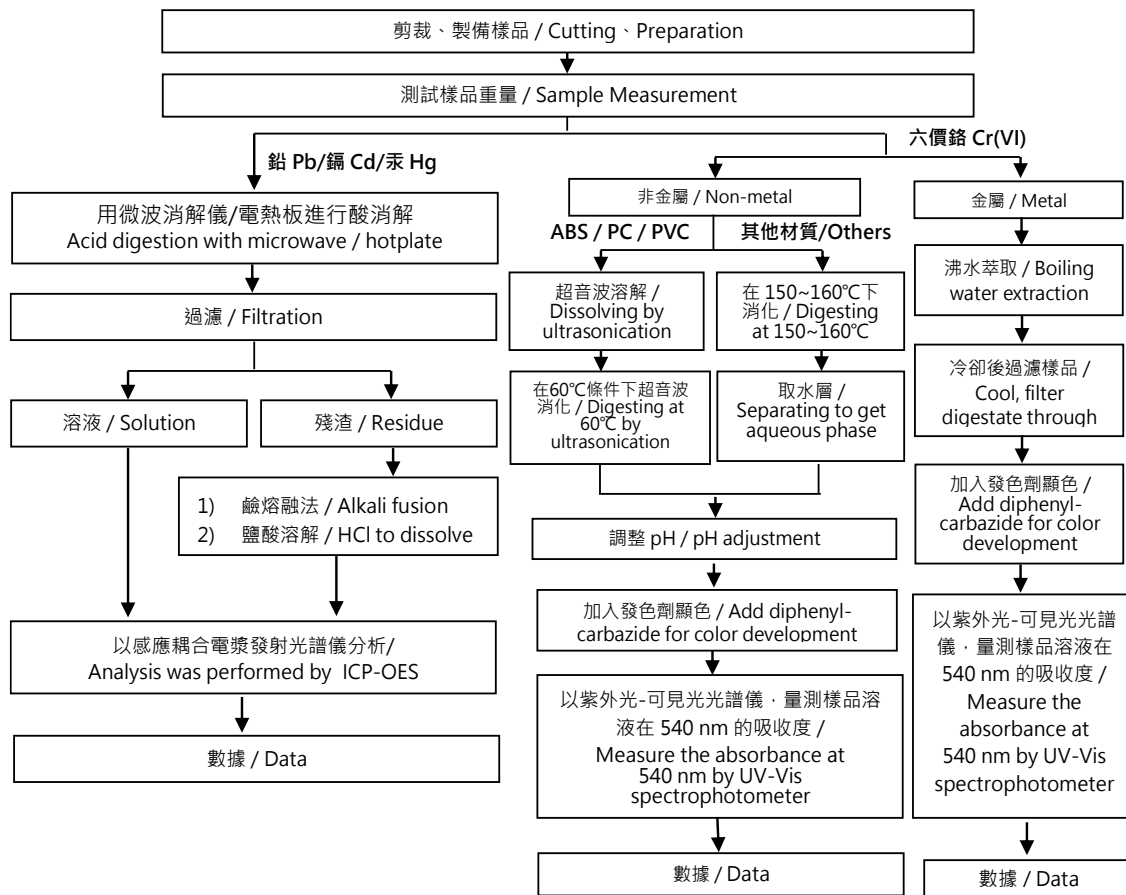 剪裁、製備樣品 / Cutting、Preparation
測試樣品重量 / Sample Measurement
鉛 Pb/鎘 Cd/汞 Hg
六價鉻 Cr(VI)
用微波消解儀/電熱板進行酸消解
Acid digestion with microwave / hotplate
過濾 / Filtration
溶液 / Solution
殘渣 / Residue
1) 鹼熔融法 / Alkali fusion
2) 鹽酸溶解 / HCl to dissolve
以感應耦合電漿發射光譜儀分析/
Analysis was performed by ICP-OES
數據 / Data
非金屬 / Non-metal
ABS / PC / PVC
其他材質/Others
超音波溶解 /
Dissolving by
ultrasonication
在 150~160℃下
消化 / Digesting
at 150~160℃
在60℃條件下超音波
消化 / Digesting at
60℃ by
ultrasonication
取水層 /
Separating to get
aqueous phase
調整 pH / pH adjustment
加入發色劑顯色 / Add diphenyl-
carbazide for color development
以紫外光-可見光光譜儀，量測樣品溶
液在 540 nm 的吸收度 /
Measure the absorbance at
540 nm by UV-Vis
spectrophotometer
數據 / Data
金屬 / Metal
沸水萃取 / Boiling
water extraction
冷卻後過濾樣品 /
Cool, filter
digestate through
加入發色劑顯色 /
Add diphenyl-
carbazide for color
development
以紫外光-可見光光譜
儀，量測樣品溶液在
540 nm 的吸收度 /
Measure the
absorbance at
540 nm by UV-Vis
spectrophotometer
數據 / Data